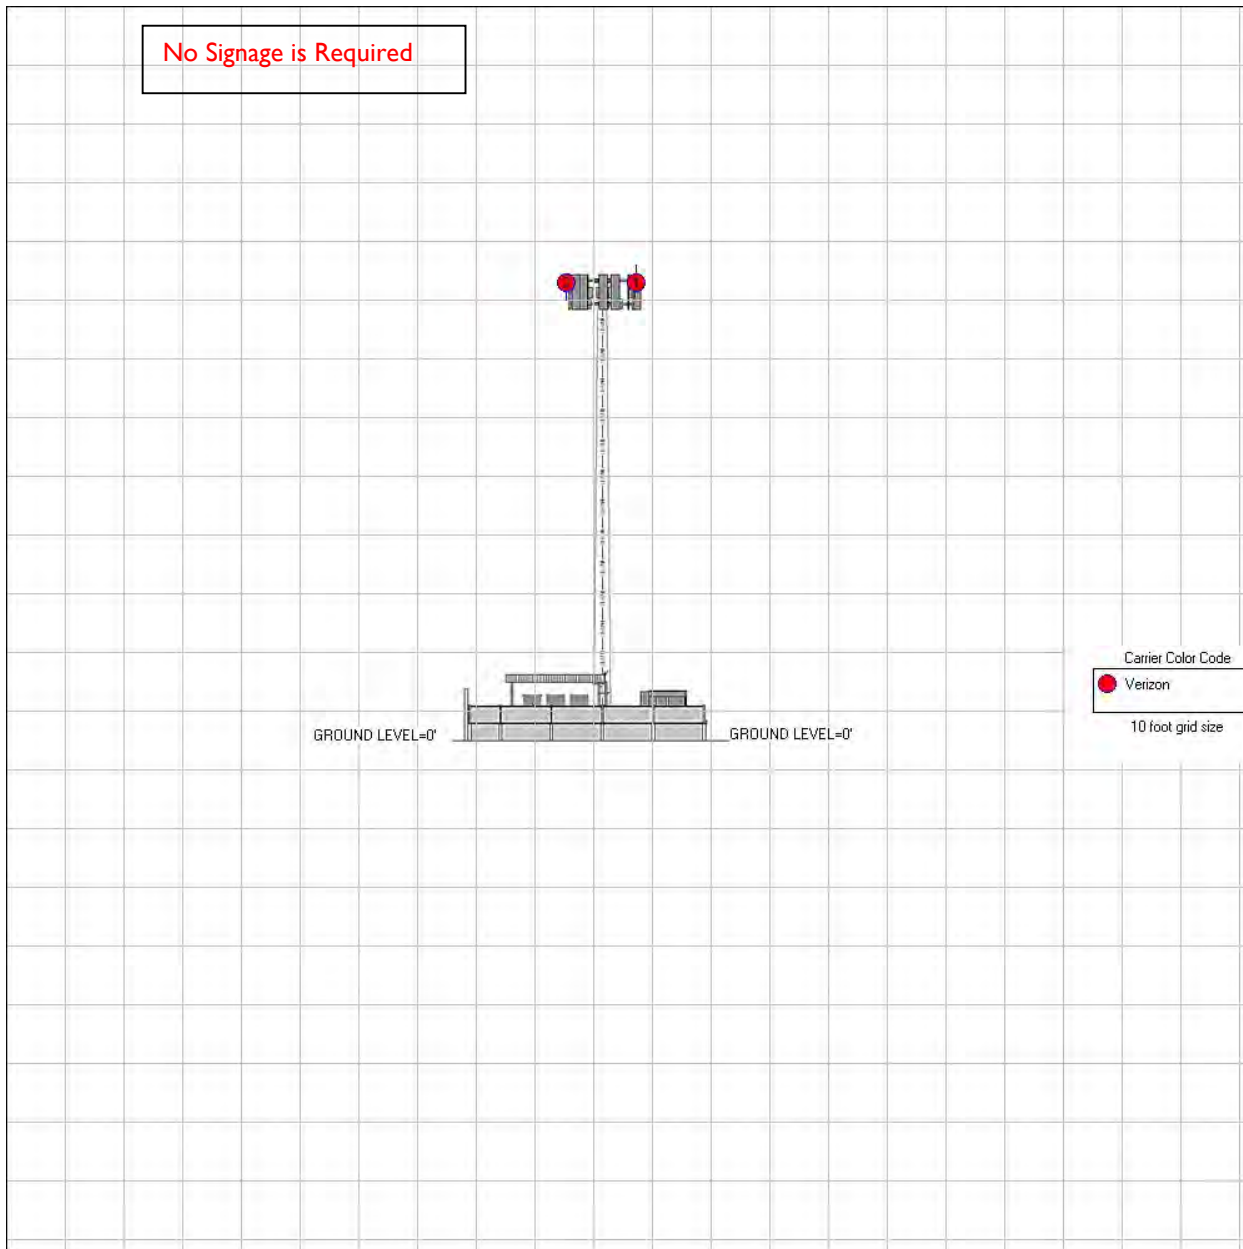 No Signage is Required
Carrier Color Code
Verizon
10 foot grid size
GROUND LEVEL=0'
GROUND LEVEL=0'